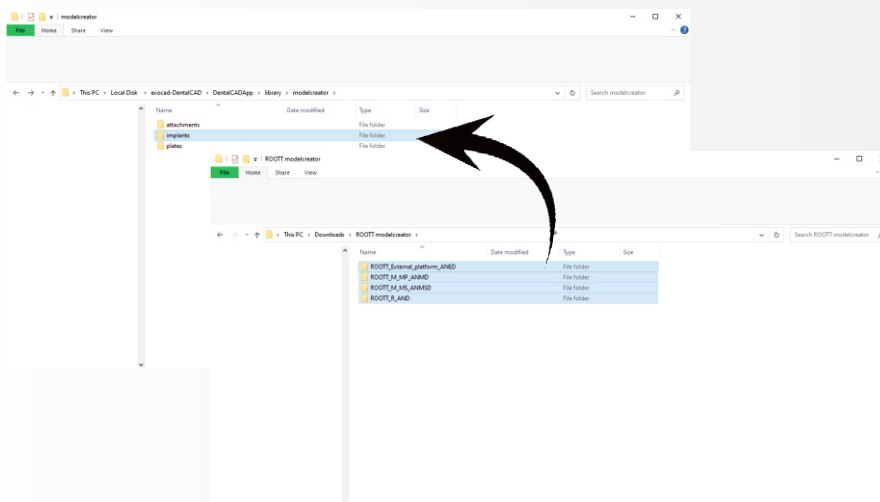 modelcreator
File Home Share View
This PC > Local Disk > exocad-DentalCAD > DentalCADApp > library > modelcreator >
Search modelcreator
Name Date modified Type Size
attachments File folder
implants File folder
plates File folder
ROOTT modelcreator
File Home Share View
This PC > Downloads > ROOTT modelcreator >
Search ROOTT modelcreator
Name Date modified Type Size
ROOTT_External_platform_ANED File folder
ROOTT_M_MP_ANMD File folder
ROOTT_M_MS_ANMSD File folder
ROOTT_R_AND File folder